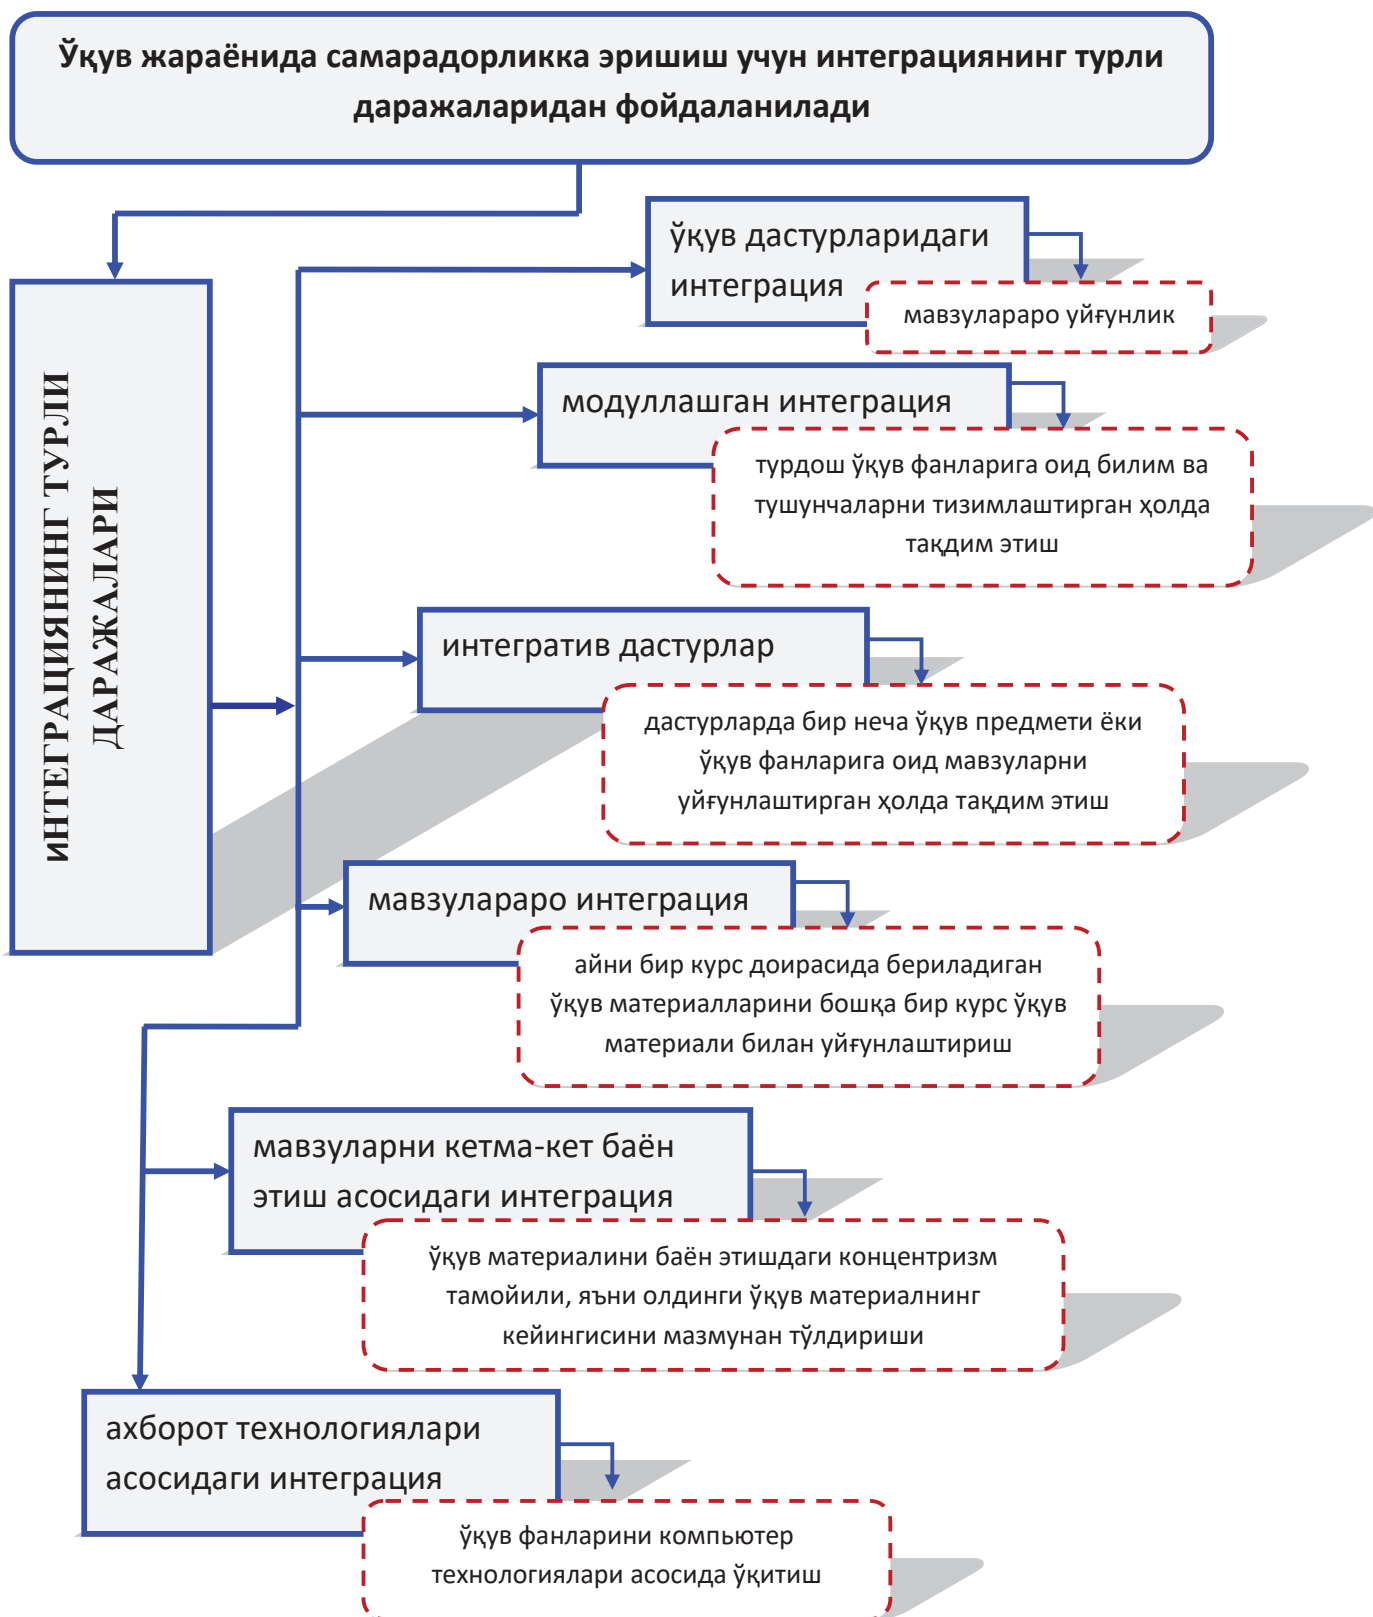 Ўқув жараёнида самарадорликка эришиш учун интеграциянинг турли
даражаларидан фойдаланилади
ИНТЕГРАЦИЯНИНГ ТУРЛИ
ДАРАЖАЛАРИ
ўқув дастурларидаги
интеграция
мавзулараро уйғунлик
модуллашган интеграция
турдош ўқув фанларига оид билим ва
тушунчаларни тизимлаштирган ҳолда
тақдим этиш
интегратив дастурлар
дастурларда бир неча ўқув предмети ёки
ўқув фанларига оид мавзуларни
уйғунлаштирган ҳолда тақдим этиш
мавзулараро интеграция
айни бир курс доирасида бериладиган
ўқув материалларини бошқа бир курс ўқув
материали билан уйғунлаштириш
мавзуларни кетма-кет баён
этиш асосидаги интеграция
ўқув материалини баён этишдаги концентризм
тамойили, яъни олдинги ўқув материалнинг
кейингисини мазмунан тўлдириши
ахборот технологиялари
асосидаги интеграция
ўқув фанларини компьютер
технологиялари асосида ўқитиш